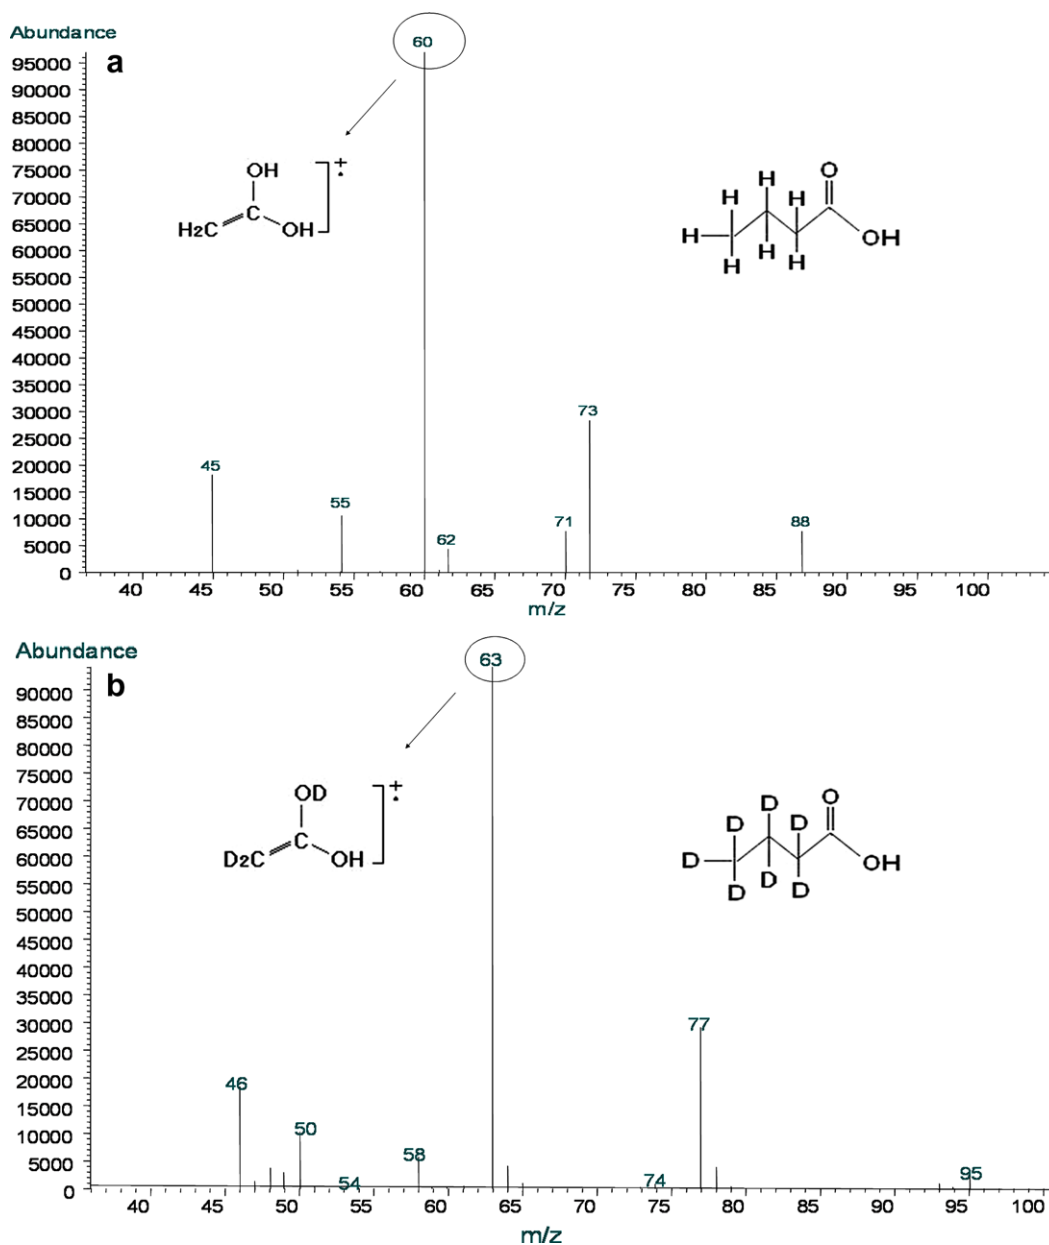 Abundance
a
95000
90000
85000
80000
75000
70000
65000
60000
55000
50000
45000
40000
35000
30000
25000
20000
15000
10000
5000
0
60
OH
+
·
H2C
C
OH
O
H
H
H
H
H
H
H
OH
45
55
62
71
73
88
40 45 50 55 60 65 70 75 80 85 90 95 100
m/z
Abundance
b
90000
85000
80000
75000
70000
65000
60000
55000
50000
45000
40000
35000
30000
25000
20000
15000
10000
5000
0
63
OD
+
·
D2C
C
OH
O
D
D
D
D
D
D
D
OH
46
50
54
58
74
77
95
40 45 50 55 60 65 70 75 80 85 90 95 100
m/z